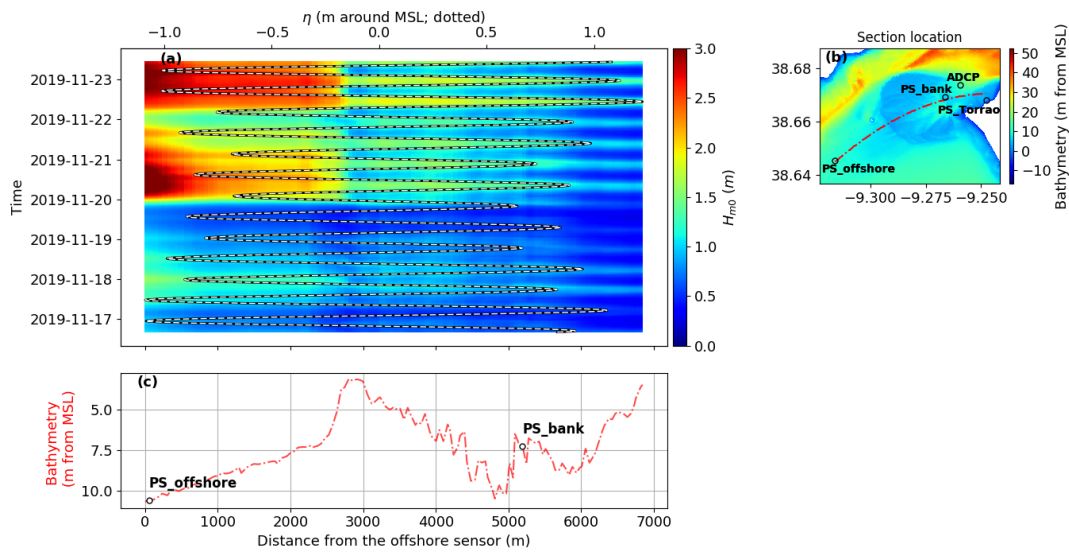 η (m around MSL; dotted)
−1.0 −0.5 0.0 0.5 1.0
(a)
Time
2019-11-23
2019-11-22
2019-11-21
2019-11-20
2019-11-19
2019-11-18
2019-11-17
3.0
2.5
2.0
1.5
1.0
0.5
0.0
Hm0 (m)
Section location
(b)
38.68
38.66
38.64
ADCP
PS_bank
PS_Torrao
PS_offshore
−9.300 −9.275 −9.250
50
40
30
20
10
0
−10
Bathymetry (m from MSL)
(c)
Bathymetry
(m from MSL)
5.0
7.5
10.0
PS_bank
PS_offshore
0 1000 2000 3000 4000 5000 6000 7000
Distance from the offshore sensor (m)